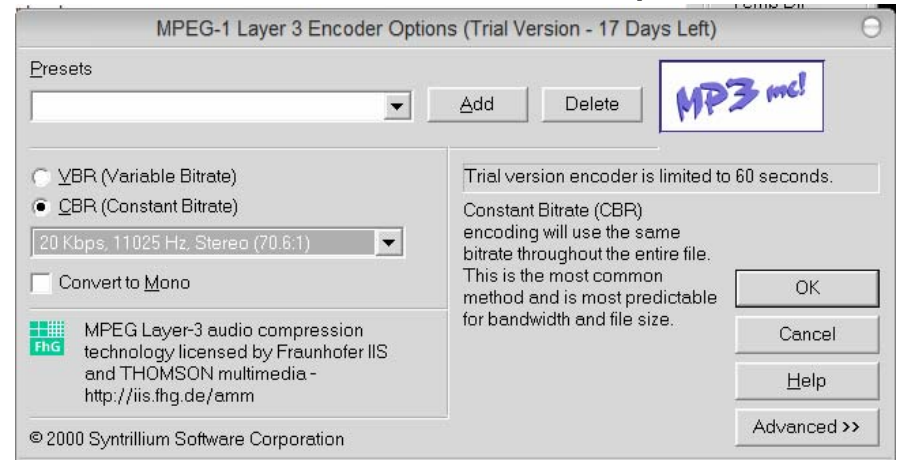 Temp Dir
MPEG-1 Layer 3 Encoder Options (Trial Version - 17 Days Left)
Presets
Add
Delete
MP3 me!
VBR (Variable Bitrate)
CBR (Constant Bitrate)
20 Kbps, 11025 Hz, Stereo (70.6:1)
Convert to Mono
FhG
MPEG Layer-3 audio compression
technology licensed by Fraunhofer IIS
and THOMSON multimedia -
http://iis.fhg.de/amm
© 2000 Syntrillium Software Corporation
Trial version encoder is limited to 60 seconds.
Constant Bitrate (CBR)
encoding will use the same
bitrate throughout the entire file.
This is the most common
method and is most predictable
for bandwidth and file size.
OK
Cancel
Help
Advanced >>